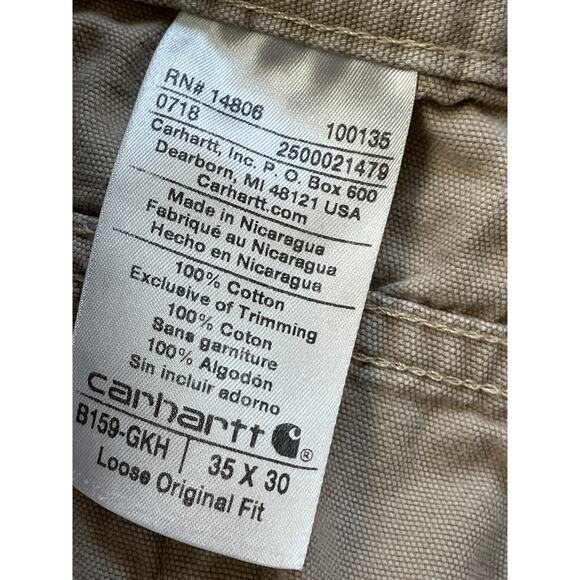 RN# 14806 100135
0718 2500021479
Carhartt, Inc. P. O. Box 600
Dearborn, MI 48121 USA
Carhartt.com
Made in Nicaragua
Fabriqué au Nicaragua
Hecho en Nicaragua
100% Cotton
Exclusive of Trimming
100% Coton
Sans garniture
100% Algodón
Sin incluir adorno
carhartt ®
B159-GKH | 35 X 30
Loose Original Fit